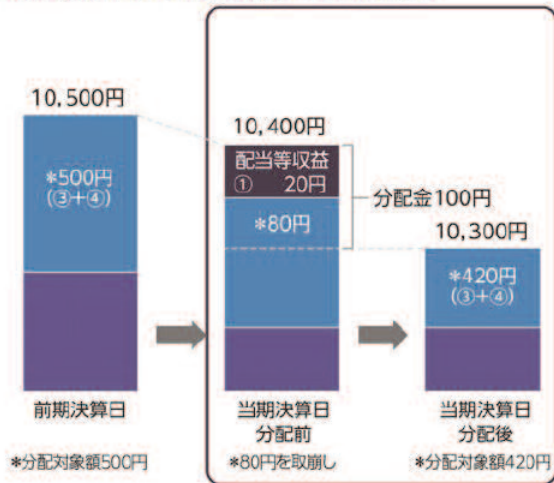 10,500円
*500円
(③+④)
前期決算日
*分配対象額500円
10,400円
配当等収益
① 20円
*80円
分配金100円
当期決算日
分配前
*80円を取崩し
10,300円
*420円
(③+④)
当期決算日
分配後
*分配対象額420円